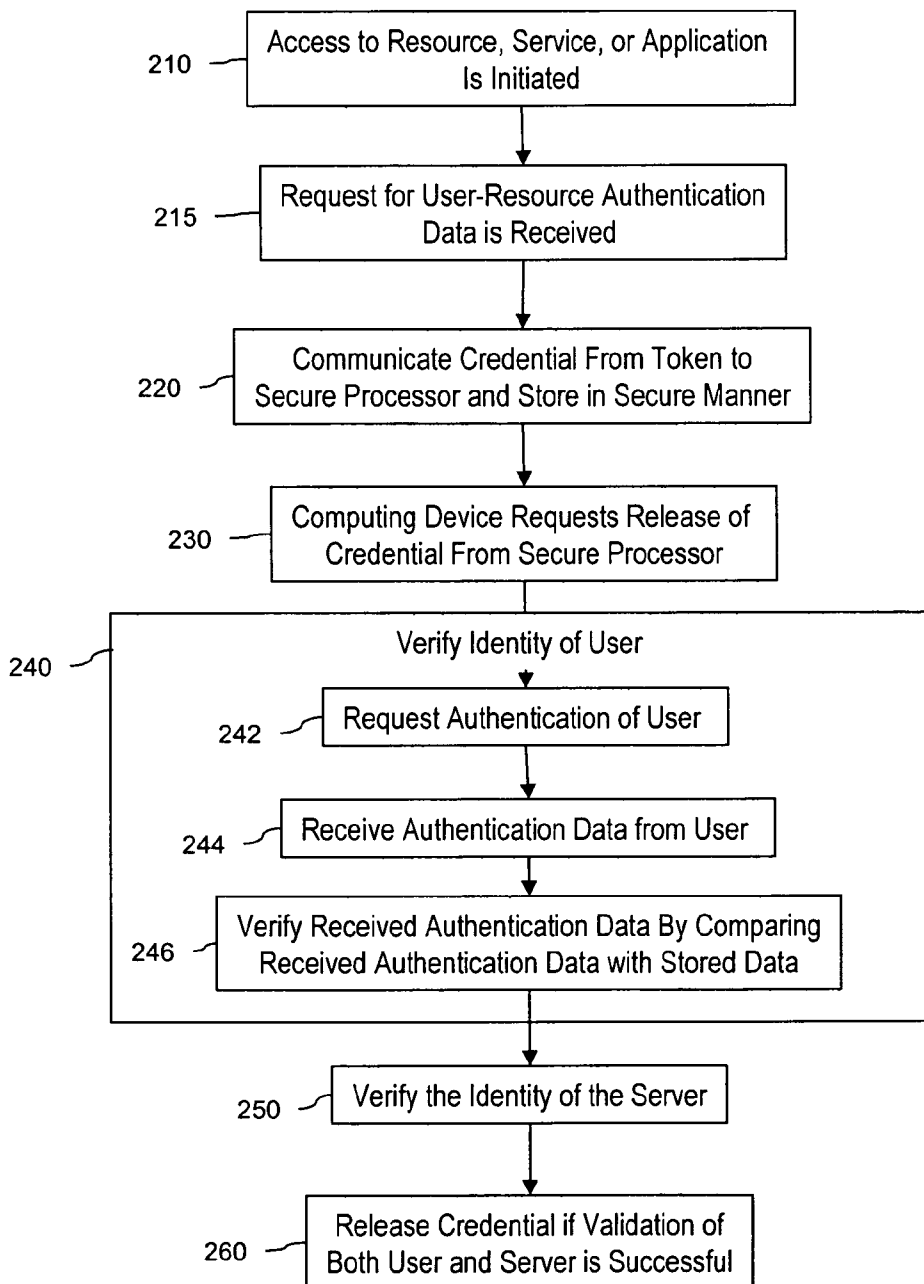 210
Access to Resource, Service, or Application
Is Initiated
215
Request for User-Resource Authentication
Data is Received
220
Communicate Credential From Token to
Secure Processor and Store in Secure Manner
230
Computing Device Requests Release of
Credential From Secure Processor
240
Verify Identity of User
242
Request Authentication of User
244
Receive Authentication Data from User
246
Verify Received Authentication Data By Comparing
Received Authentication Data with Stored Data
250
Verify the Identity of the Server
260
Release Credential if Validation of
Both User and Server is Successful